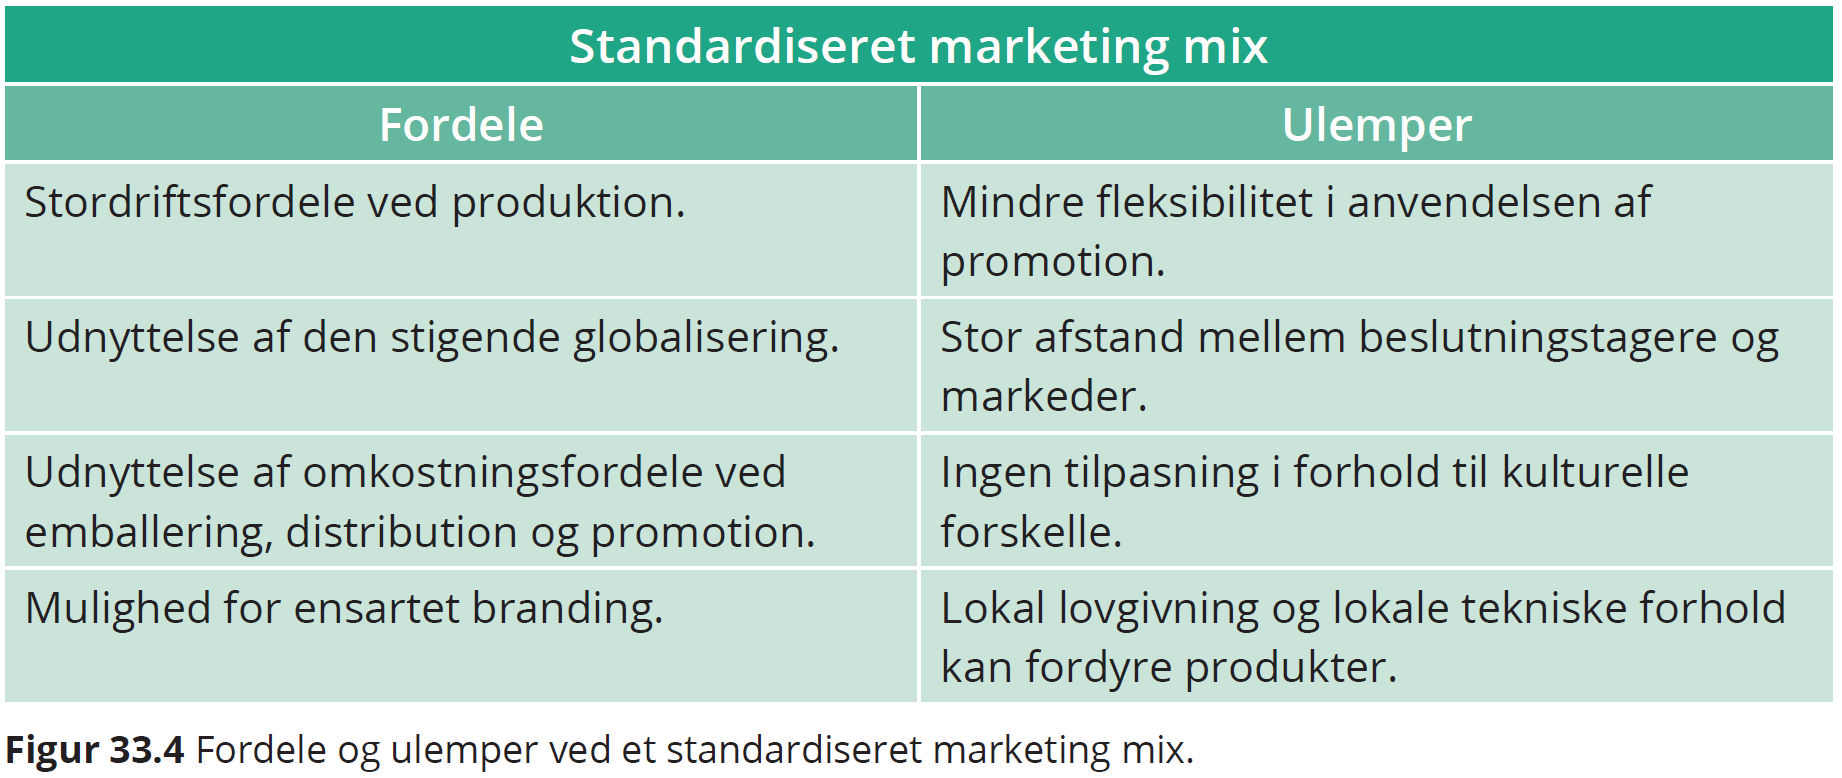 Standardiseret marketing mix
Fordele
Ulemper
Stordriftsfordele ved produktion.
Mindre fleksibilitet i anvendelsen af
promotion.
Udnyttelse af den stigende globalisering.
Stor afstand mellem beslutningstagere og
markeder.
Udnyttelse af omkostningsfordele ved
emballering, distribution og promotion.
Ingen tilpasning i forhold til kulturelle
forskelle.
Mulighed for ensartet branding.
Lokal lovgivning og lokale tekniske forhold
kan fordyre produkter.
Figur 33.4 Fordele og ulemper ved et standardiseret marketing mix.